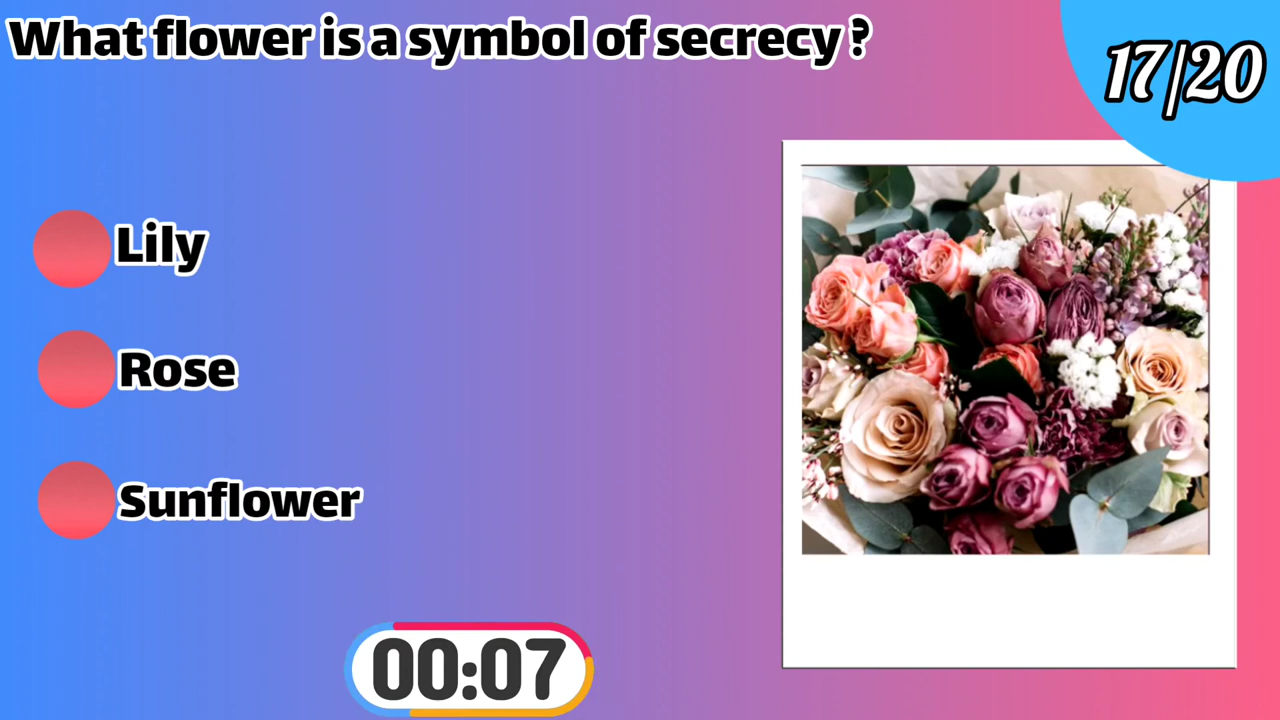 What flower is a symbol of secrecy ?
17/20
Lily
Rose
Sunflower
00:07